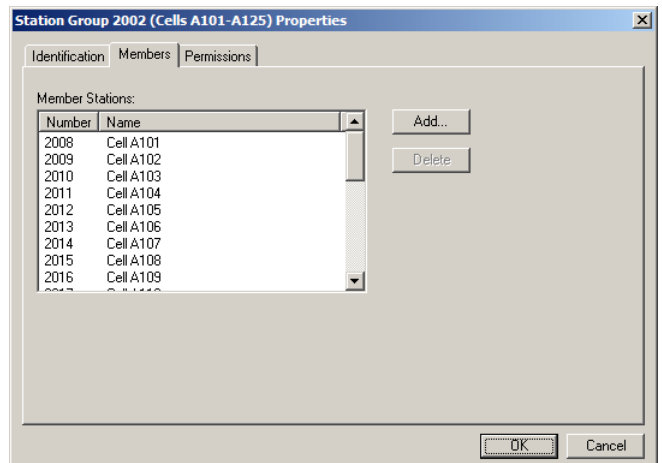 Station Group 2002 (Cells A101-A125) Properties
Identification Members Permissions
Member Stations:
Number Name
Add...
2008 Cell A101
2009 Cell A102
Delete
2010 Cell A103
2011 Cell A104
2012 Cell A105
2013 Cell A106
2014 Cell A107
2015 Cell A108
2016 Cell A109
OK Cancel